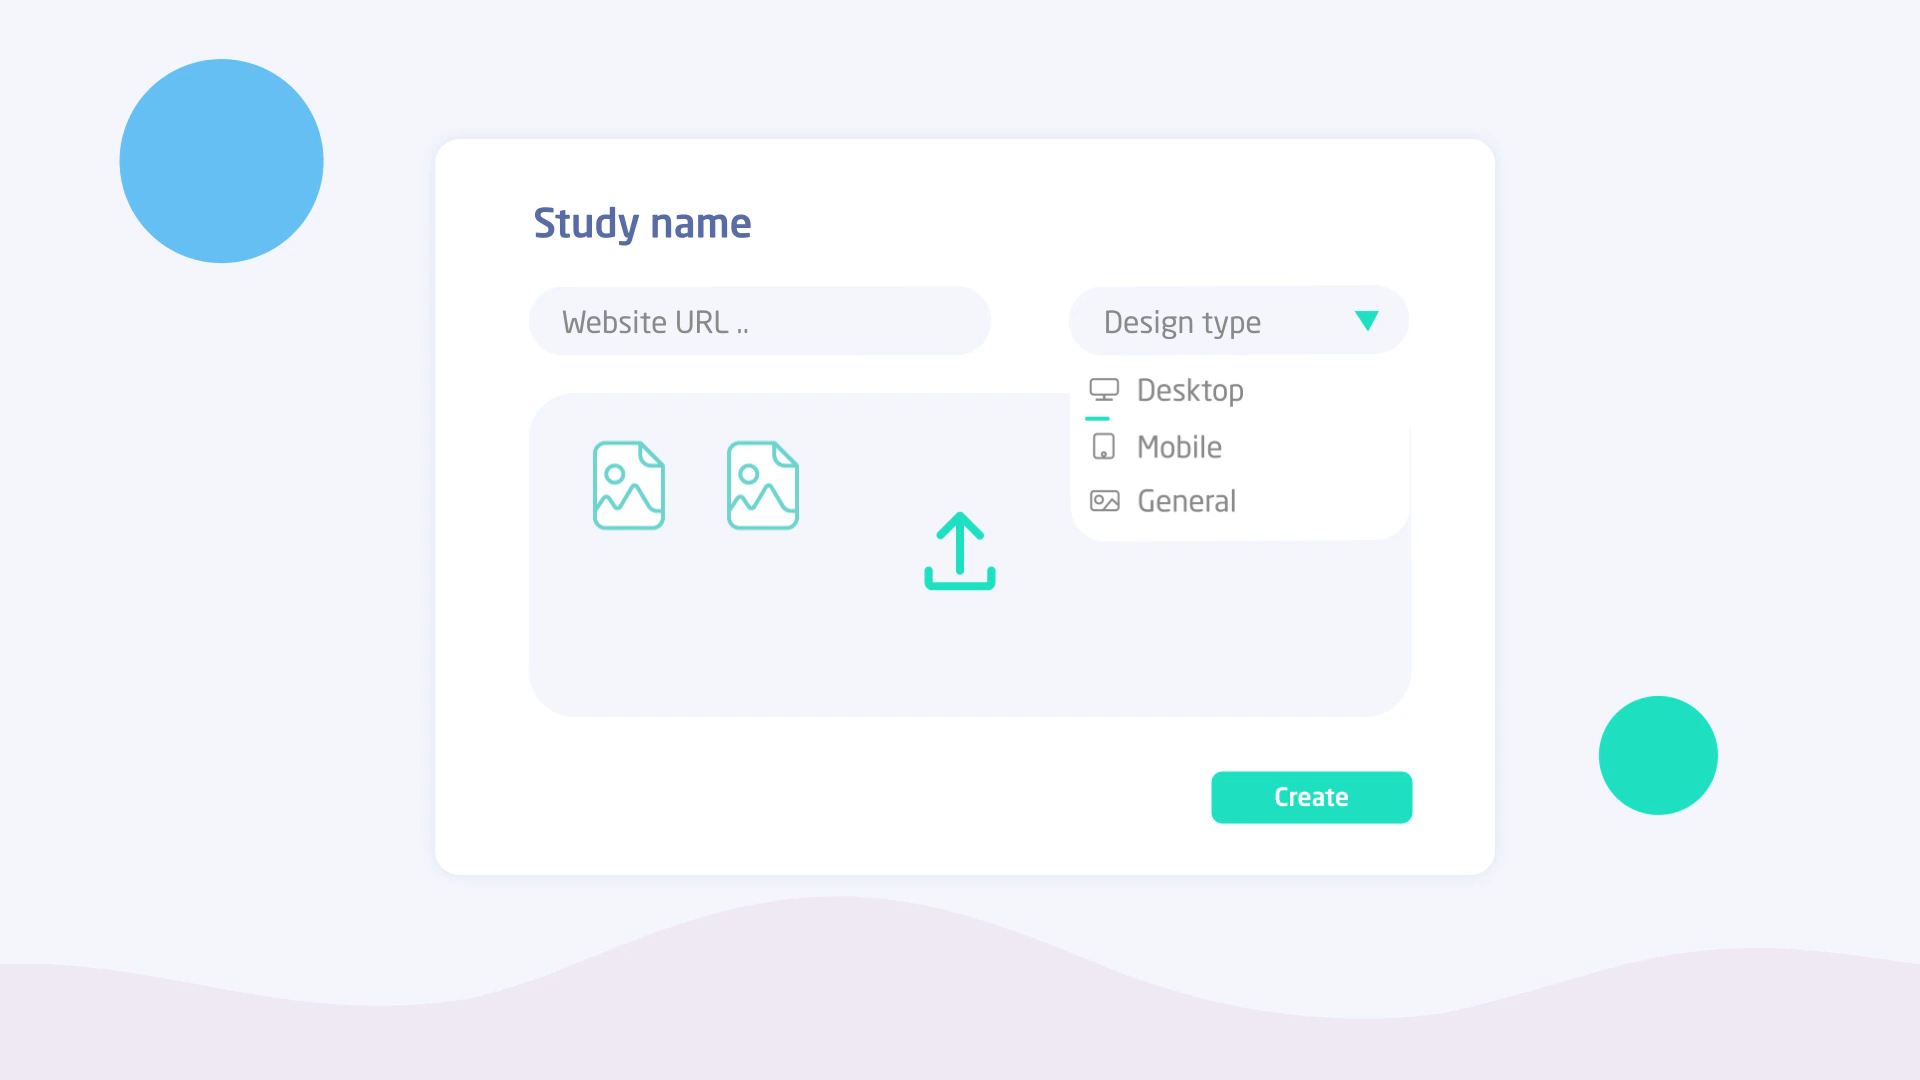 Study name
Website URL ..
Design type
Desktop
Mobile
General
Create